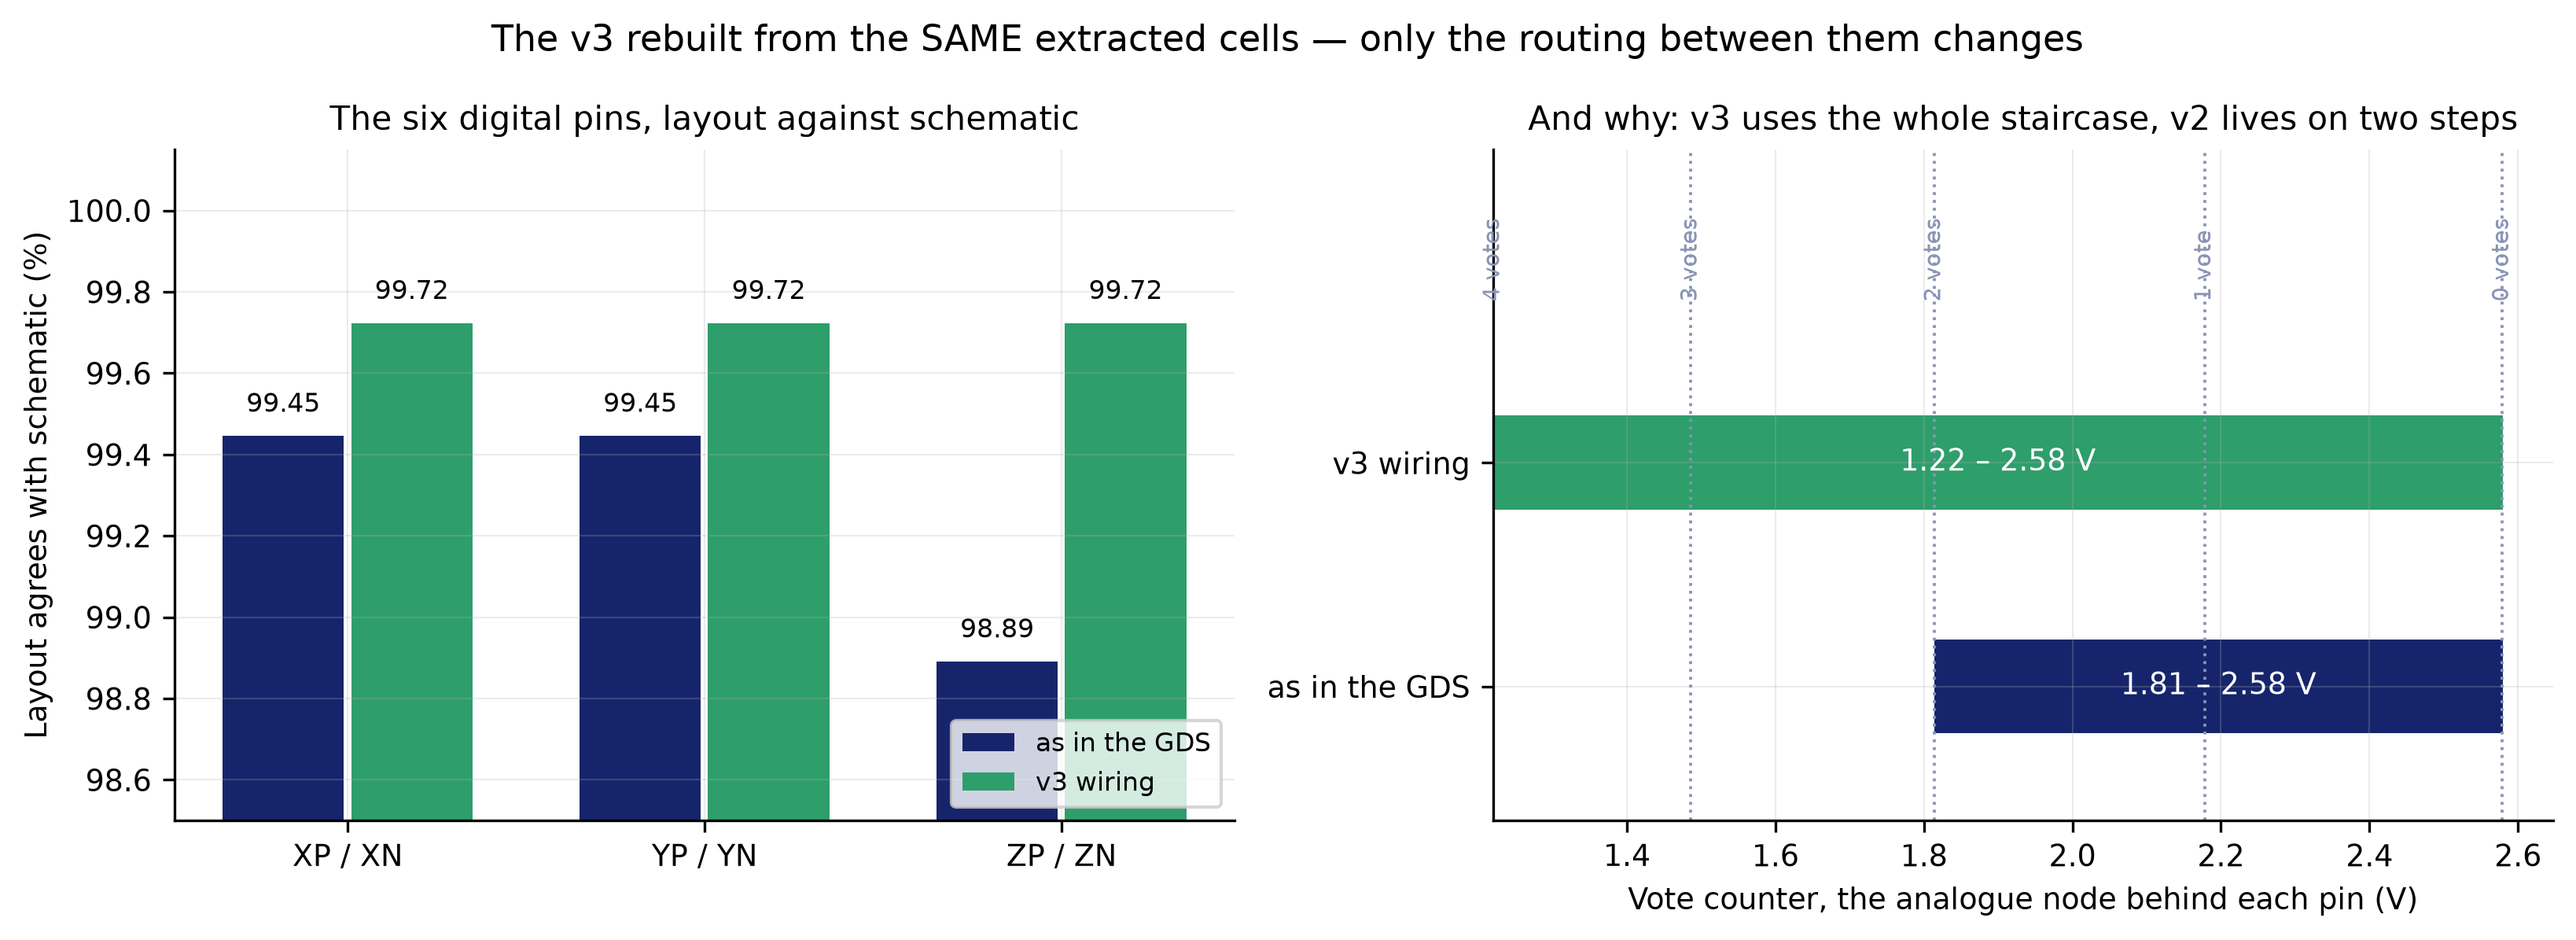 The v3 rebuilt from the SAME extracted cells — only the routing between them changes
The six digital pins, layout against schematic
Layout agrees with schematic (%)
100.0
99.8
99.6
99.4
99.2
99.0
98.8
98.6
99.45
99.72
99.45
99.72
98.89
99.72
as in the GDS
v3 wiring
XP / XN
YP / YN
ZP / ZN
And why: v3 uses the whole staircase, v2 lives on two steps
4 votes
3 votes
2 votes
1 vote
0 votes
v3 wiring
1.22 – 2.58 V
as in the GDS
1.81 – 2.58 V
1.4
1.6
1.8
2.0
2.2
2.4
2.6
Vote counter, the analogue node behind each pin (V)